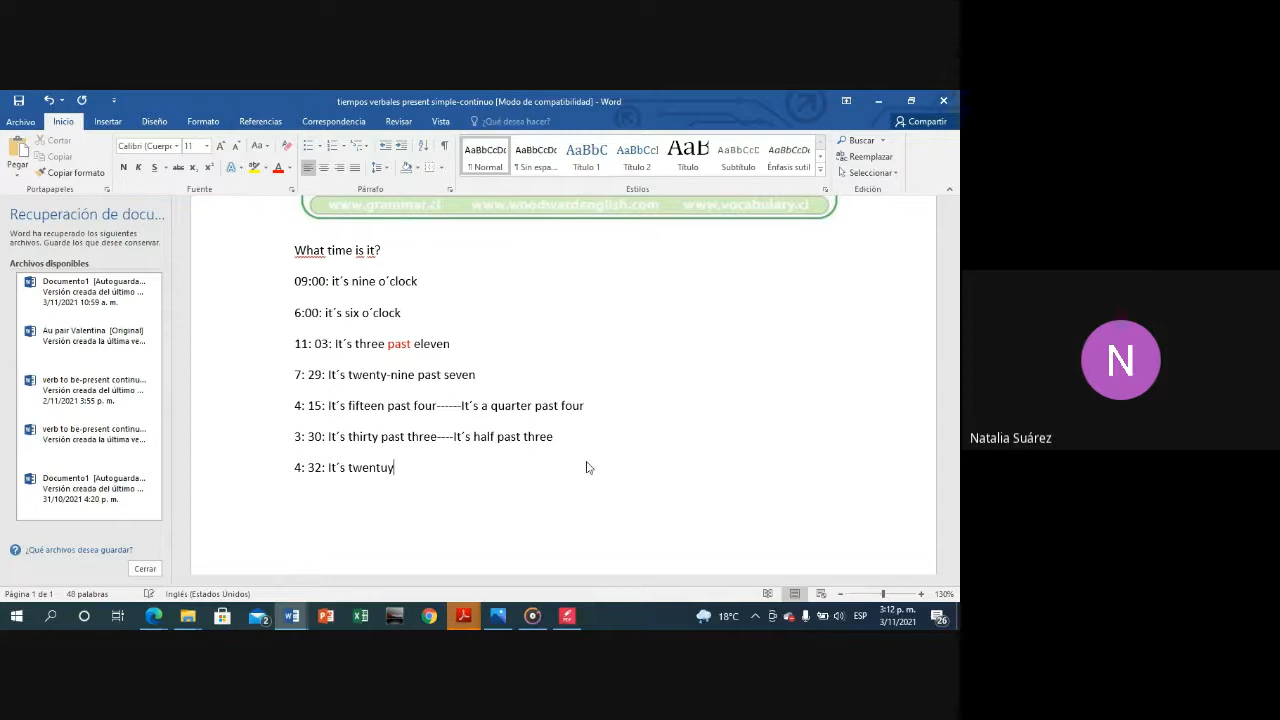 tiempos verbales present simple-continuo [Modo de compatibilidad] - Word
Archivo Inicio Insertar Diseño Formato Referencias Correspondencia Revisar Vista ¿Qué desea hacer? Compartir
Pegar
Cortar
Copiar
Copiar formato
Portapapeles
Calibri (Cuerpo 11
N K S abc x₂ x²
Fuente
Párrafo
AaBbCcDc AaBbCcDc AaBbC AaBbCcl AaB AaBbCcC AaBbCcDc
¶ Normal ¶ Sin espa... Título 1 Título 2 Título Subtítulo Énfasis sutil
Estilos
Buscar
Reemplazar
Seleccionar
Edición
Recuperación de docu...
Word ha recuperado los siguientes
archivos. Guarde los que desee conservar.
Archivos disponibles
Documento1 [Autoguarda...
Versión creada del último ...
3/11/2021 10:59 a. m.
Au pair Valentina [Original]
Versión creada la última ve...
verb to be-present continu...
Versión creada del último ...
2/11/2021 3:55 p. m.
verb to be-present continu...
Versión creada la última ve...
Documento1 [Autoguarda...
Versión creada del último ...
31/10/2021 4:20 p. m.
¿Qué archivos desea guardar?
Cerrar
www.grammar.cl www.woodwardenglish.com www.vocabulary.cl
What time is it?
09:00: it´s nine o´clock
6:00: it´s six o´clock
11: 03: It´s three past eleven
7: 29: It´s twenty-nine past seven
4: 15: It´s fifteen past four------It´s a quarter past four
3: 30: It´s thirty past three----It´s half past three
4: 32: It´s twentuy
Página 1 de 1 48 palabras Inglés (Estados Unidos) 130%
18°C ESP 3:12 p. m.
3/11/2021
26
2
N
Natalia Suárez